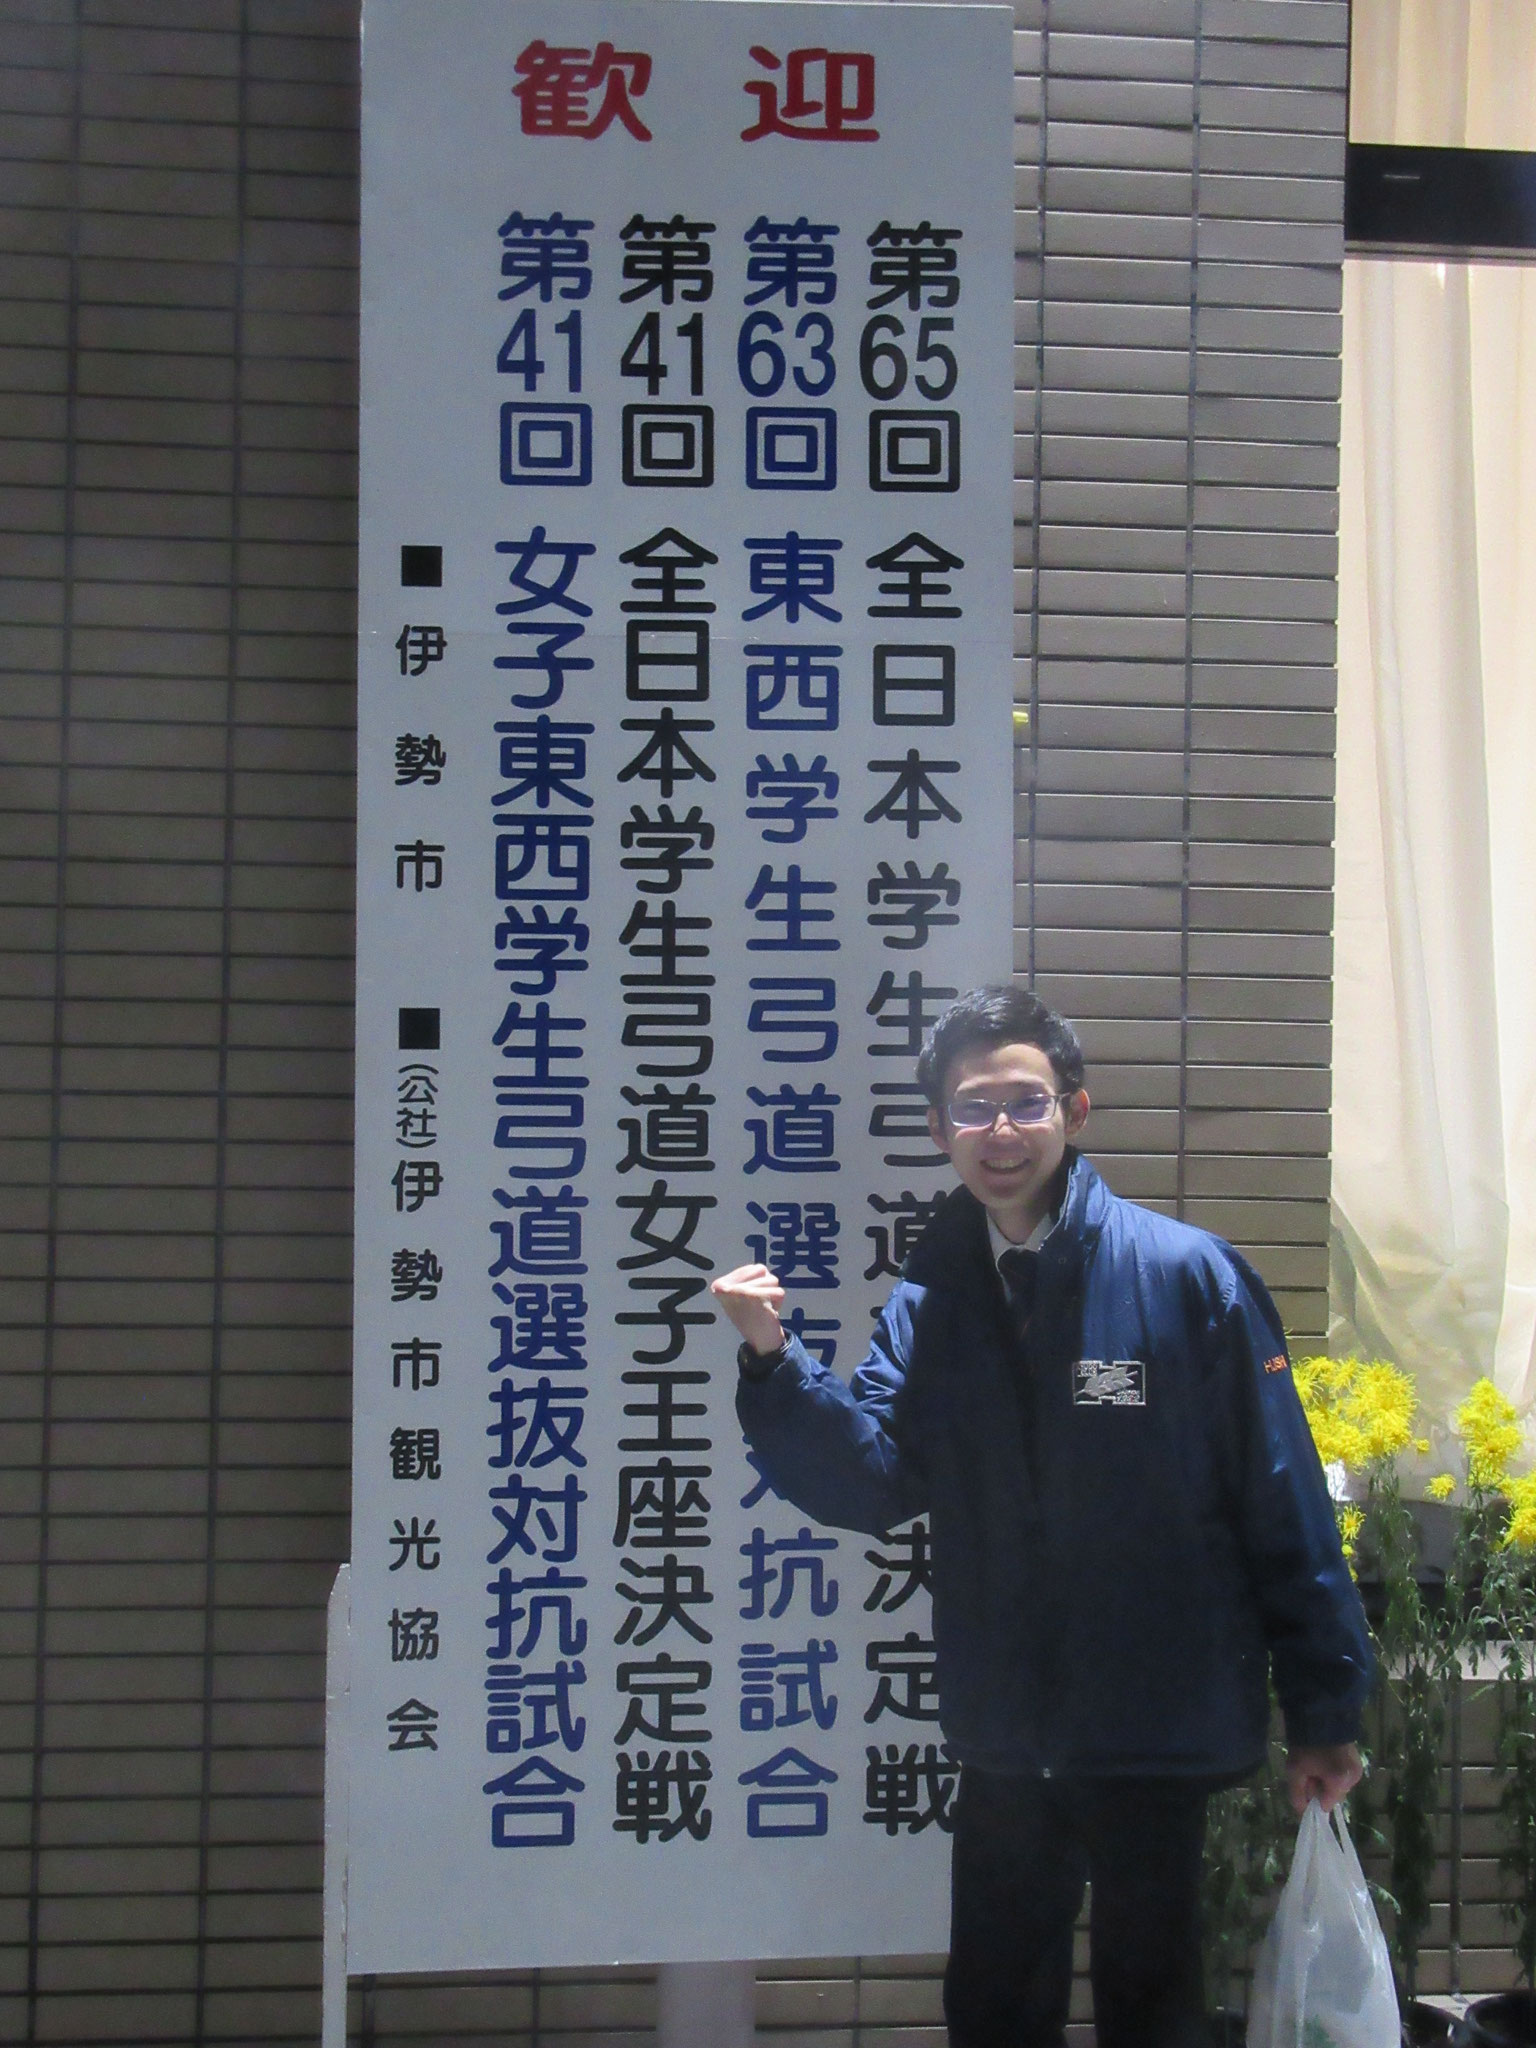 歓迎
第65回 全日本学生弓道 決定戦
第63回 東西学生弓道選抜対抗試合
第41回 全日本学生弓道女子王座決定戦
第41回 女子東西学生弓道選抜対抗試合
■伊勢市 ■(公社)伊勢市観光協会